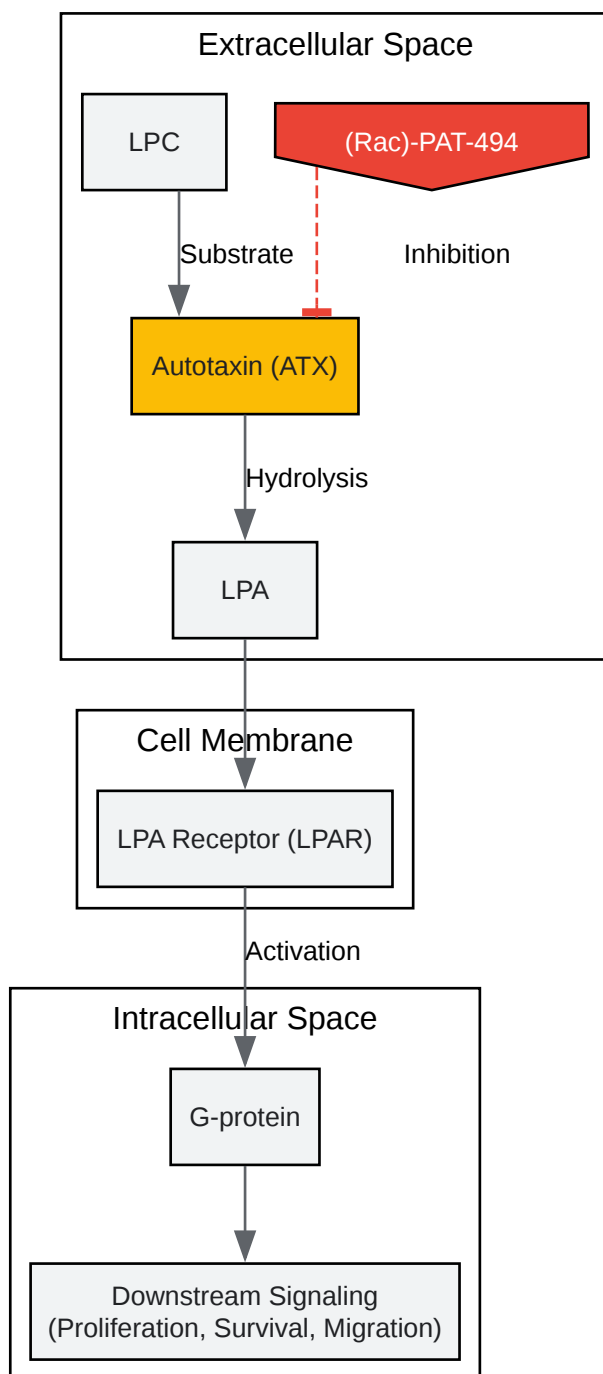 Extracellular Space
LPC
(Rac)-PAT-494
Substrate
Inhibition
Autotaxin (ATX)
Hydrolysis
LPA
Cell Membrane
LPA Receptor (LPAR)
Activation
Intracellular Space
G-protein
Downstream Signaling
(Proliferation, Survival, Migration)